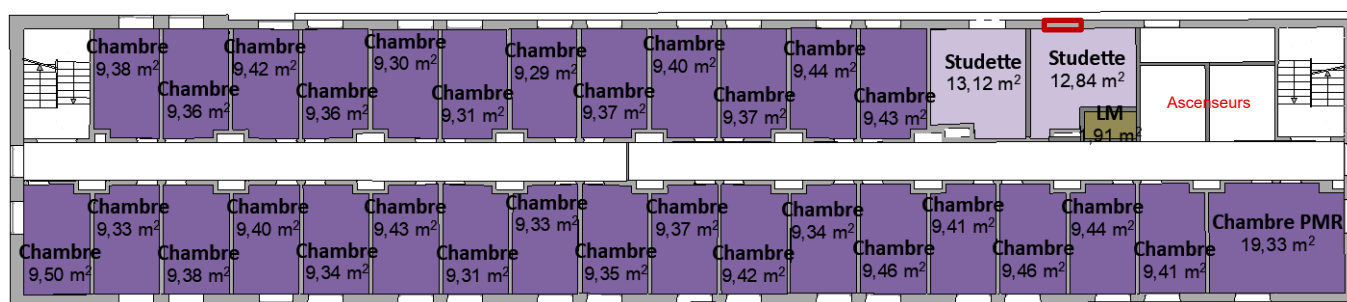 Chambre
9,38 m²
Chambre
9,36 m²
Chambre
9,42 m²
Chambre
9,36 m²
Chambre
9,30 m²
Chambre
9,31 m²
Chambre
9,29 m²
Chambre
9,37 m²
Chambre
9,40 m²
Chambre
9,37 m²
Chambre
9,44 m²
Chambre
9,43 m²
Studette
13,12 m²
Studette
12,84 m²
LM
1,91 m²
Ascenseurs
Chambre
9,50 m²
Chambre
9,33 m²
Chambre
9,38 m²
Chambre
9,40 m²
Chambre
9,34 m²
Chambre
9,43 m²
Chambre
9,31 m²
Chambre
9,33 m²
Chambre
9,35 m²
Chambre
9,37 m²
Chambre
9,42 m²
Chambre
9,34 m²
Chambre
9,46 m²
Chambre
9,41 m²
Chambre
9,46 m²
Chambre
9,44 m²
Chambre
9,41 m²
Chambre PMR
19,33 m²